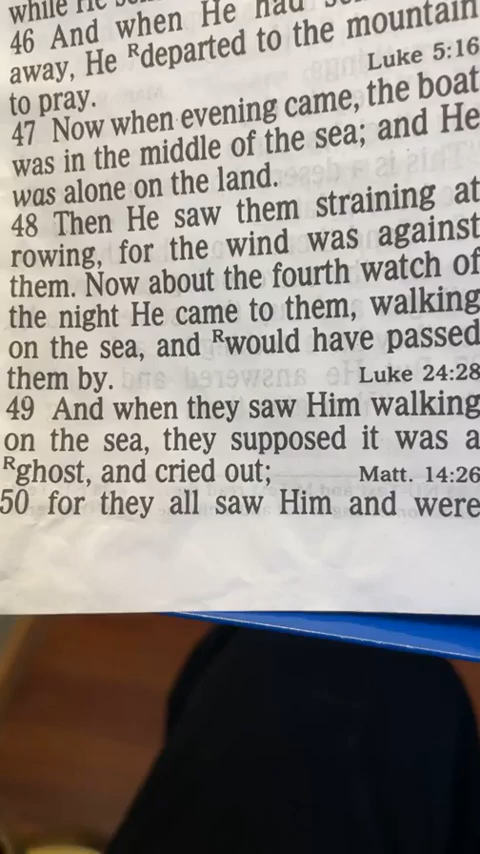 while He
46 And when He had
away, He ᴿdeparted to the mountain
to pray. Luke 5:16
47 Now when evening came, the boat
was in the middle of the sea; and He
was alone on the land.
48 Then He saw them straining at
rowing, for the wind was against
them. Now about the fourth watch of
the night He came to them, walking
on the sea, and ᴿwould have passed
them by. Luke 24:28
49 And when they saw Him walking
on the sea, they supposed it was a
ᴿghost, and cried out; Matt. 14:26
50 for they all saw Him and were